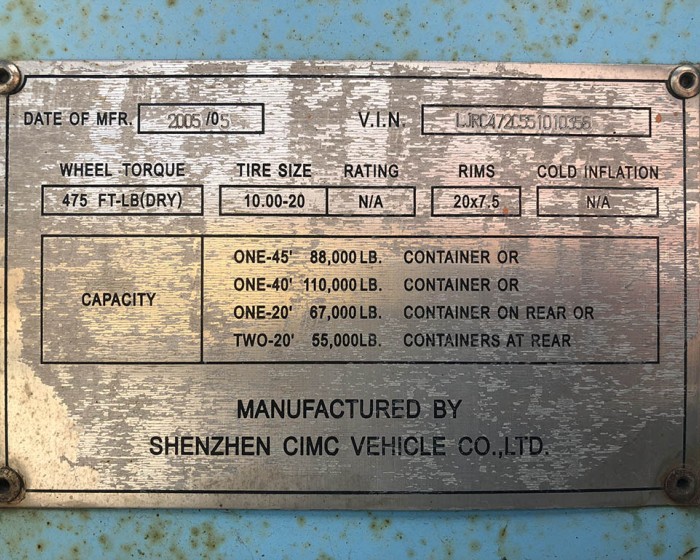 DATE OF MFR. 2005/05 V.I.N. LJRC472C551010356
WHEEL TORQUE TIRE SIZE RATING RIMS COLD INFLATION
475 FT-LB(DRY) 10.00-20 N/A 20x7.5 N/A
CAPACITY
ONE-45' 88,000 LB. CONTAINER OR
ONE-40' 110,000 LB. CONTAINER OR
ONE-20' 67,000 LB. CONTAINER ON REAR OR
TWO-20' 55,000LB. CONTAINERS AT REAR
MANUFACTURED BY
SHENZHEN CIMC VEHICLE CO.,LTD.